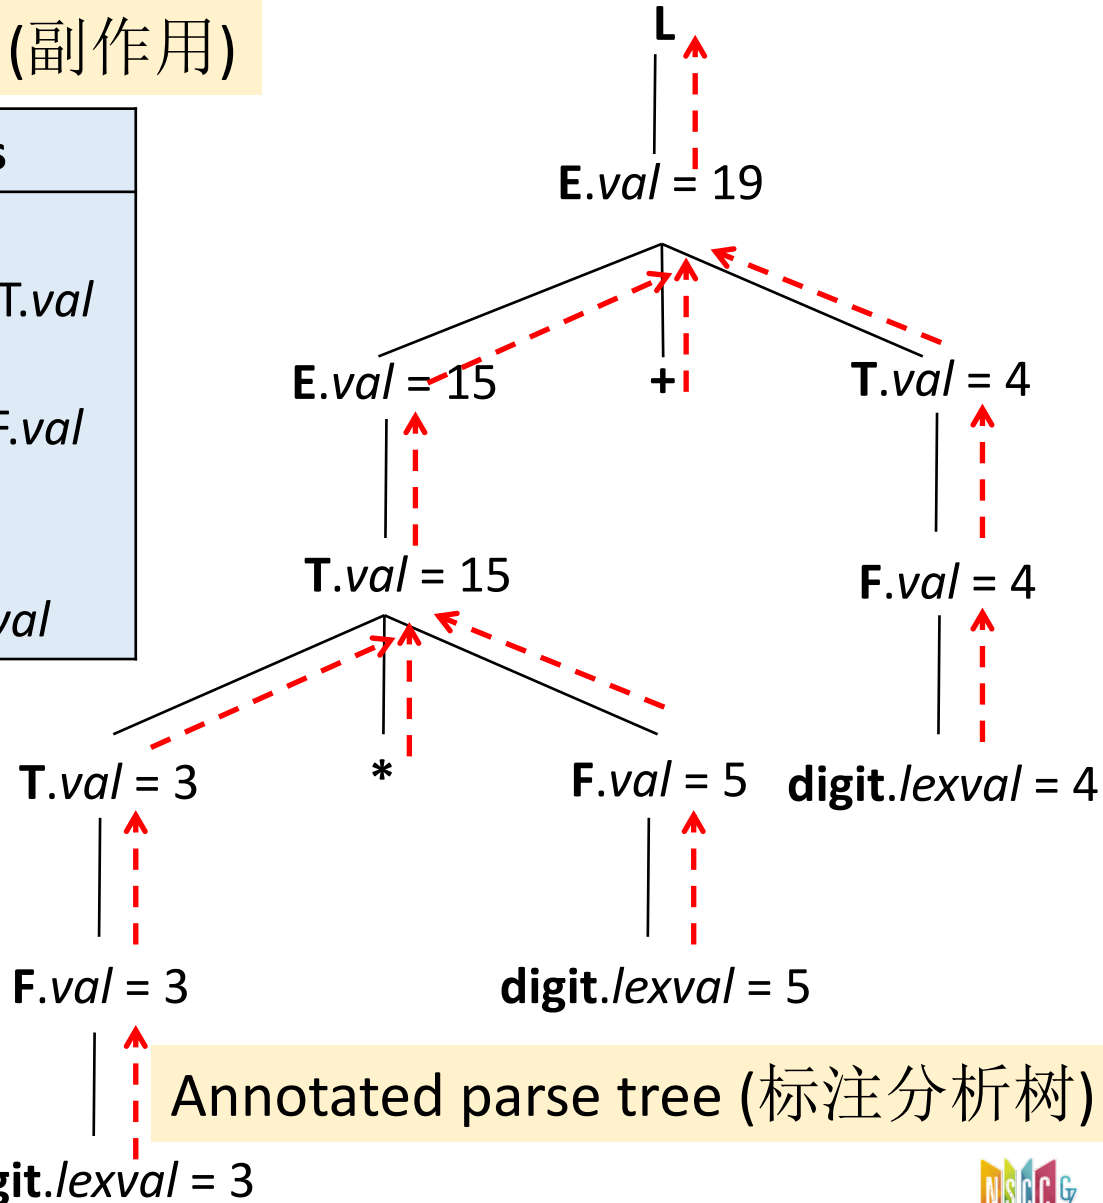 (副作用)
s
T.val
F.val
val
L
E.val = 19
E.val = 15
+
T.val = 4
T.val = 15
F.val = 4
T.val = 3
*
F.val = 5
digit.lexval = 4
F.val = 3
digit.lexval = 5
Annotated parse tree (标注分析树)
git.lexval = 3
NSCC GZ